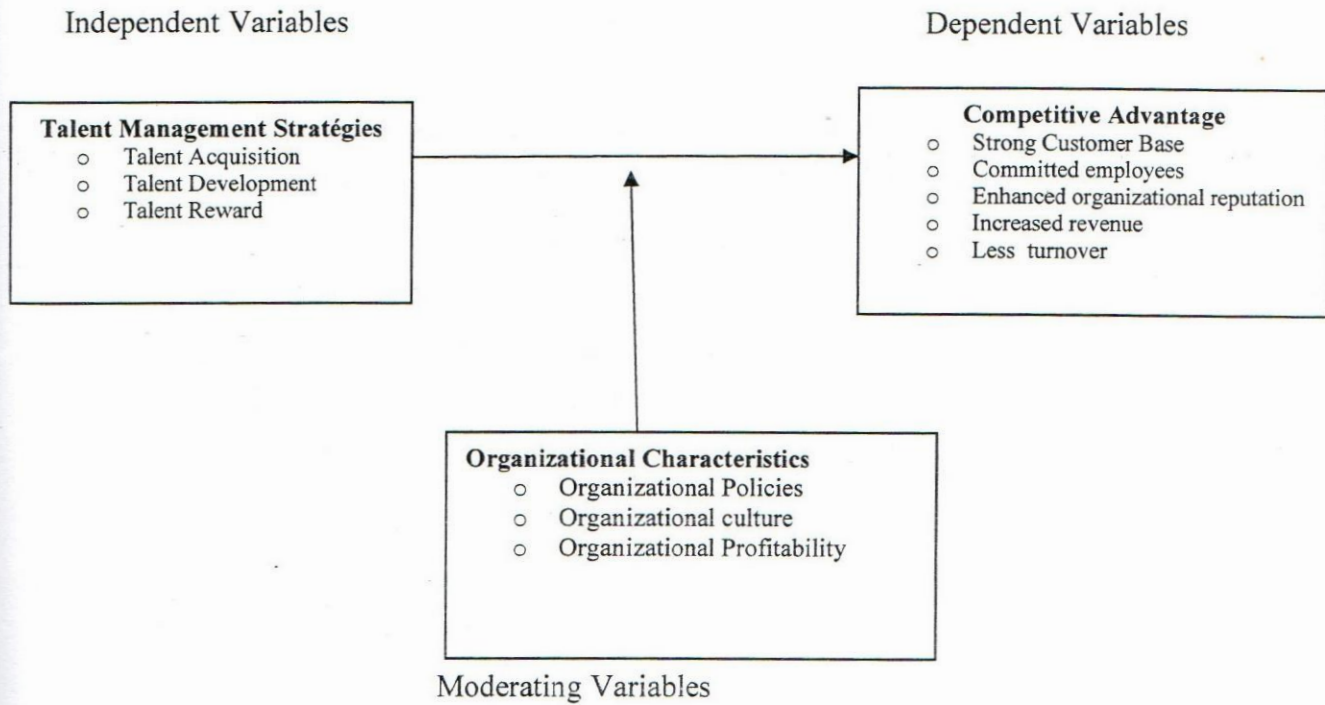 Independent Variables
Dependent Variables
Talent Management Stratégies
o Talent Acquisition
o Talent Development
o Talent Reward
Competitive Advantage
o Strong Customer Base
o Committed employees
o Enhanced organizational reputation
o Increased revenue
o Less turnover
Organizational Characteristics
o Organizational Policies
o Organizational culture
o Organizational Profitability
Moderating Variables